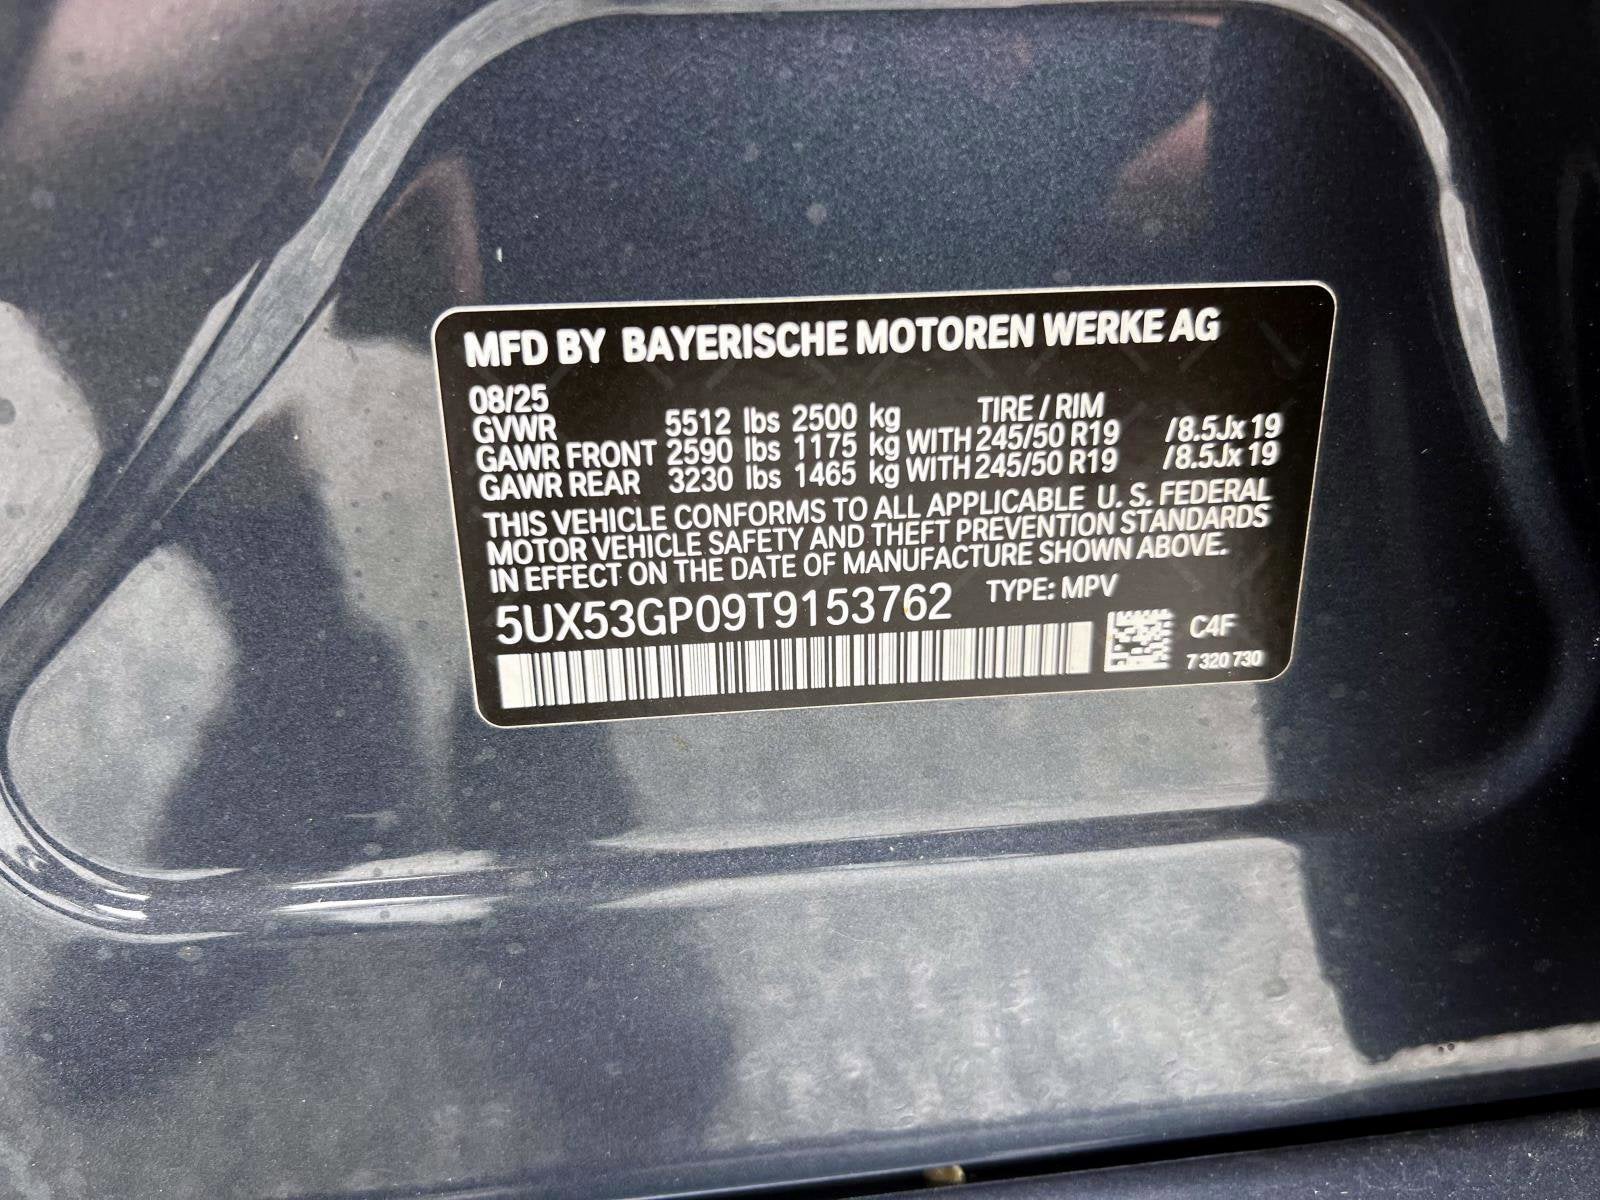 MFD BY BAYERISCHE MOTOREN WERKE AG
08/25
GVWR 5512 lbs 2500 kg TIRE / RIM
GAWR FRONT 2590 lbs 1175 kg WITH 245/50 R19 /8.5Jx 19
GAWR REAR 3230 lbs 1465 kg WITH 245/50 R19 /8.5Jx 19
THIS VEHICLE CONFORMS TO ALL APPLICABLE U. S. FEDERAL
MOTOR VEHICLE SAFETY AND THEFT PREVENTION STANDARDS
IN EFFECT ON THE DATE OF MANUFACTURE SHOWN ABOVE.
5UX53GP09T9153762 TYPE: MPV
C4F
7 320 730